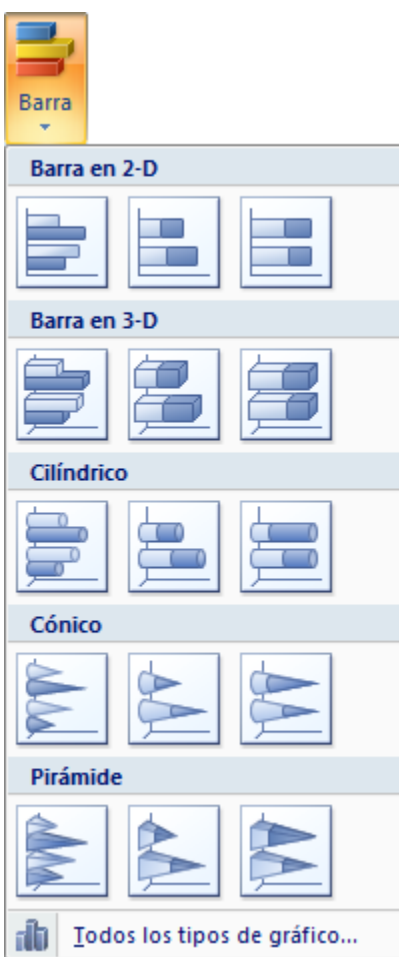 Barra
Barra en 2-D
Barra en 3-D
Cilíndrico
Cónico
Pirámide
Todos los tipos de gráfico...